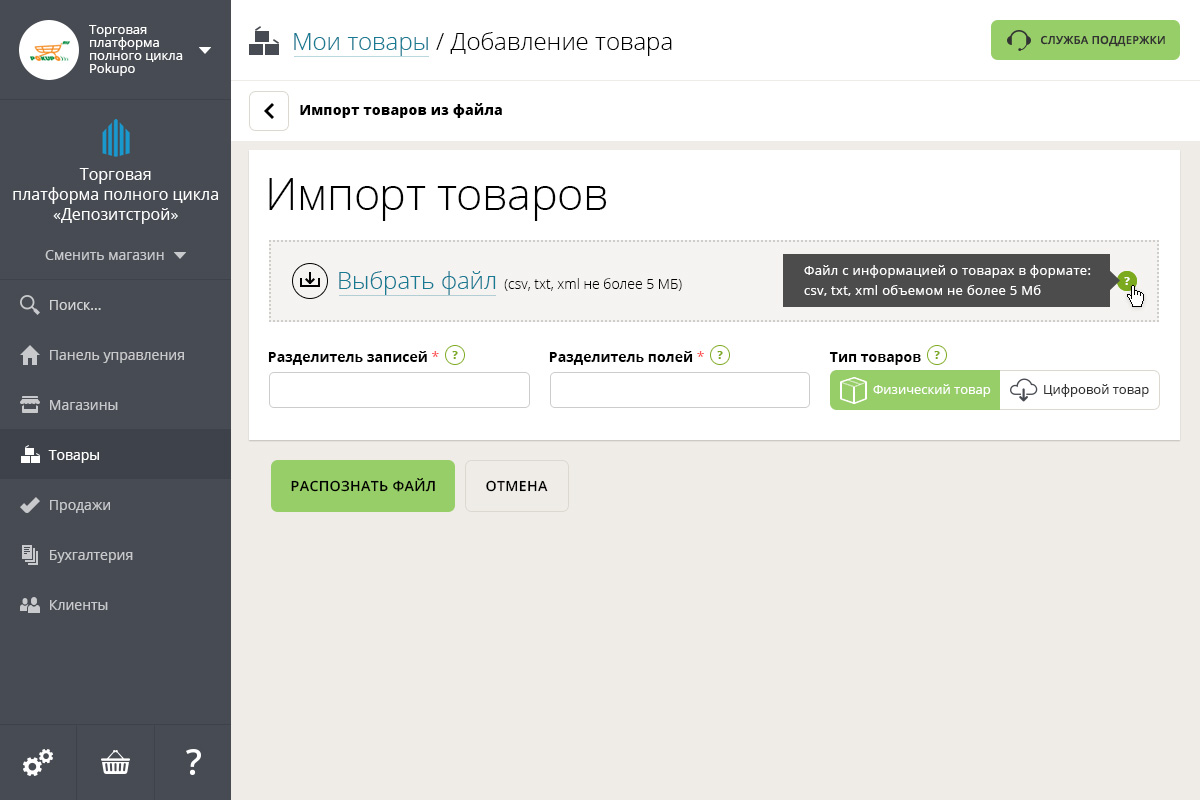 Торговая
платформа
полного цикла
Pokupo
POKUPO
Торговая
платформа полного цикла
«Депозитстрой»
Сменить магазин
Поиск...
Панель управления
Магазины
Товары
Продажи
Бухгалтерия
Клиенты
?
Мои товары / Добавление товара
СЛУЖБА ПОДДЕРЖКИ
Импорт товаров из файла
Импорт товаров
Выбрать файл (csv, txt, xml не более 5 МБ)
Файл с информацией о товарах в формате:
csv, txt, xml объемом не более 5 Мб
?
Разделитель записей * ?
Разделитель полей * ?
Тип товаров ?
Физический товар
Цифровой товар
РАСПОЗНАТЬ ФАЙЛ
ОТМЕНА